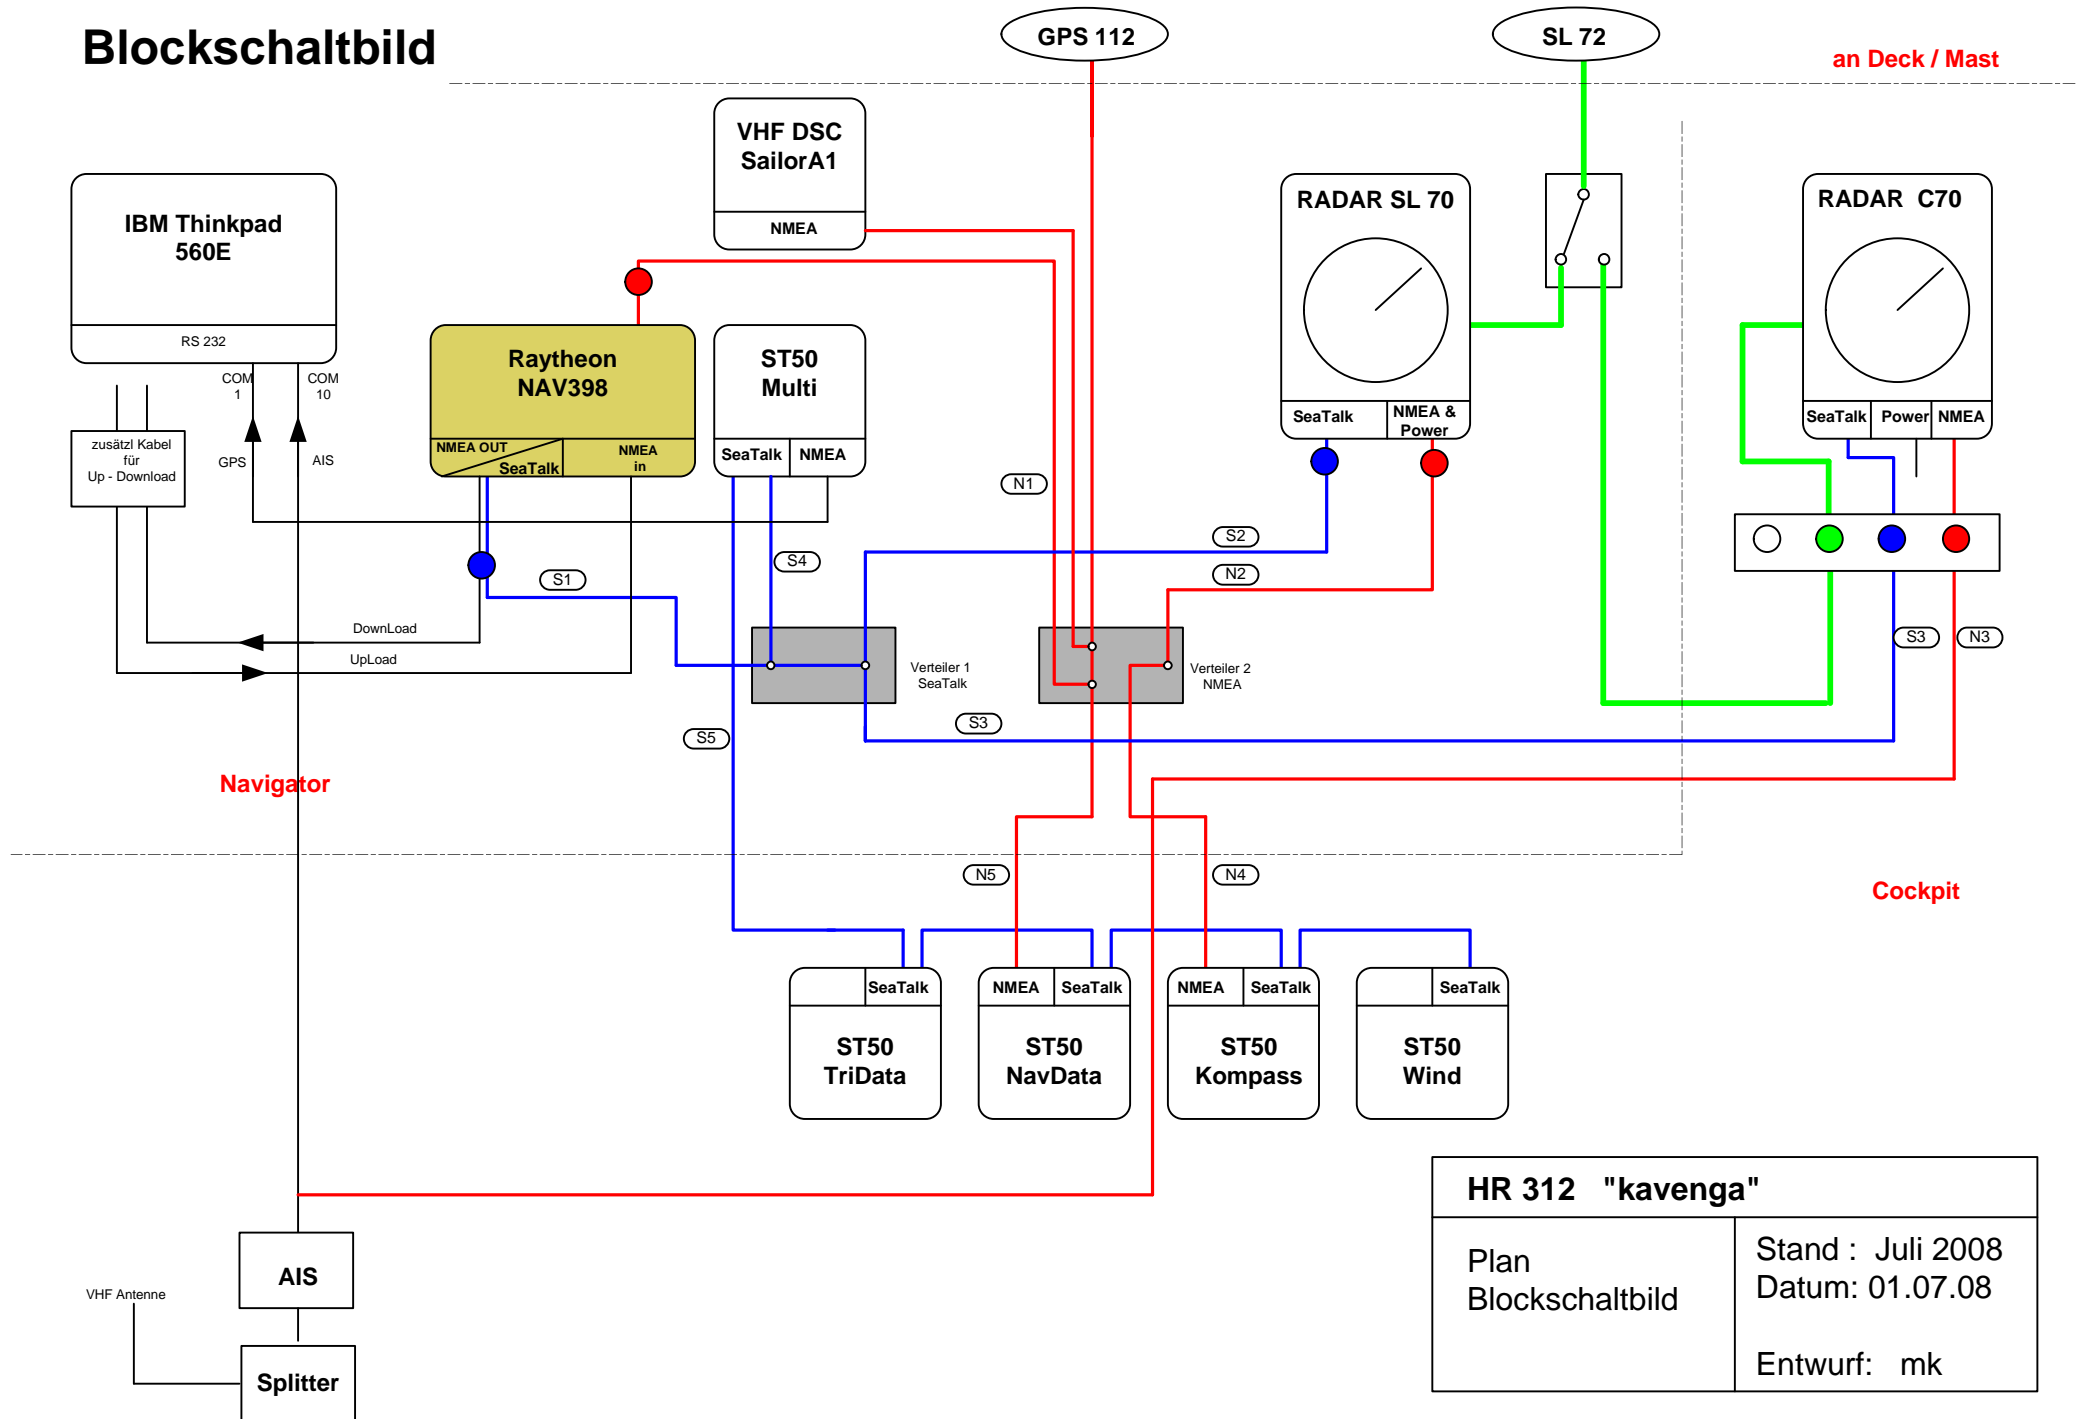 Blockschaltbild
GPS 112
SL 72
an Deck / Mast
VHF DSC
SailorA1
NMEA
IBM Thinkpad
560E
RS 232
COM
1
COM
10
GPS
AIS
zusätzl Kabel
für
Up - Download
Raytheon
NAV398
NMEA OUT
SeaTalk
NMEA
in
ST50
Multi
SeaTalk
NMEA
RADAR SL 70
SeaTalk
NMEA &
Power
RADAR C70
SeaTalk
Power
NMEA
N1
S2
S4
N2
S1
DownLoad
UpLoad
Verteiler 1
SeaTalk
Verteiler 2
NMEA
S3
N3
S3
S5
Navigator
N5
N4
Cockpit
SeaTalk
ST50
TriData
NMEA
SeaTalk
ST50
NavData
NMEA
SeaTalk
ST50
Kompass
SeaTalk
ST50
Wind
AIS
VHF Antenne
Splitter
HR 312 "kavenga"
Plan
Blockschaltbild
Stand : Juli 2008
Datum: 01.07.08
Entwurf: mk